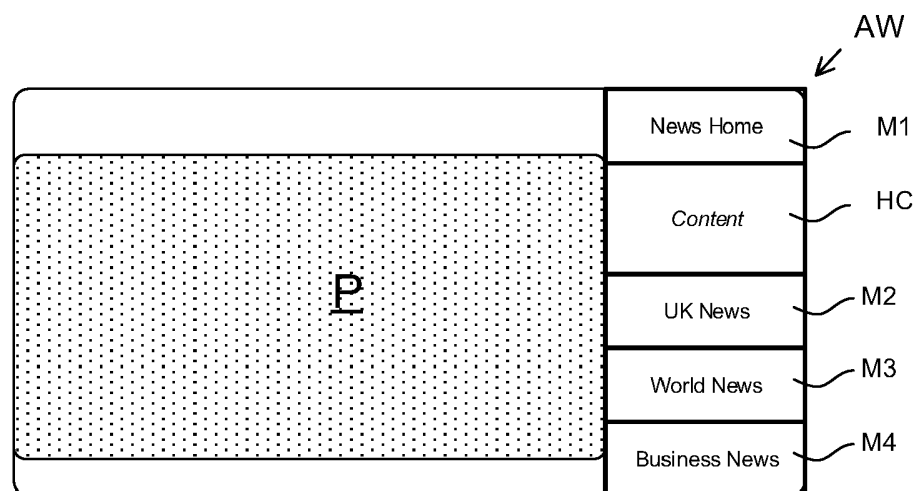 AW
News Home
M1
Content
HC
P
UK News
M2
World News
M3
Business News
M4